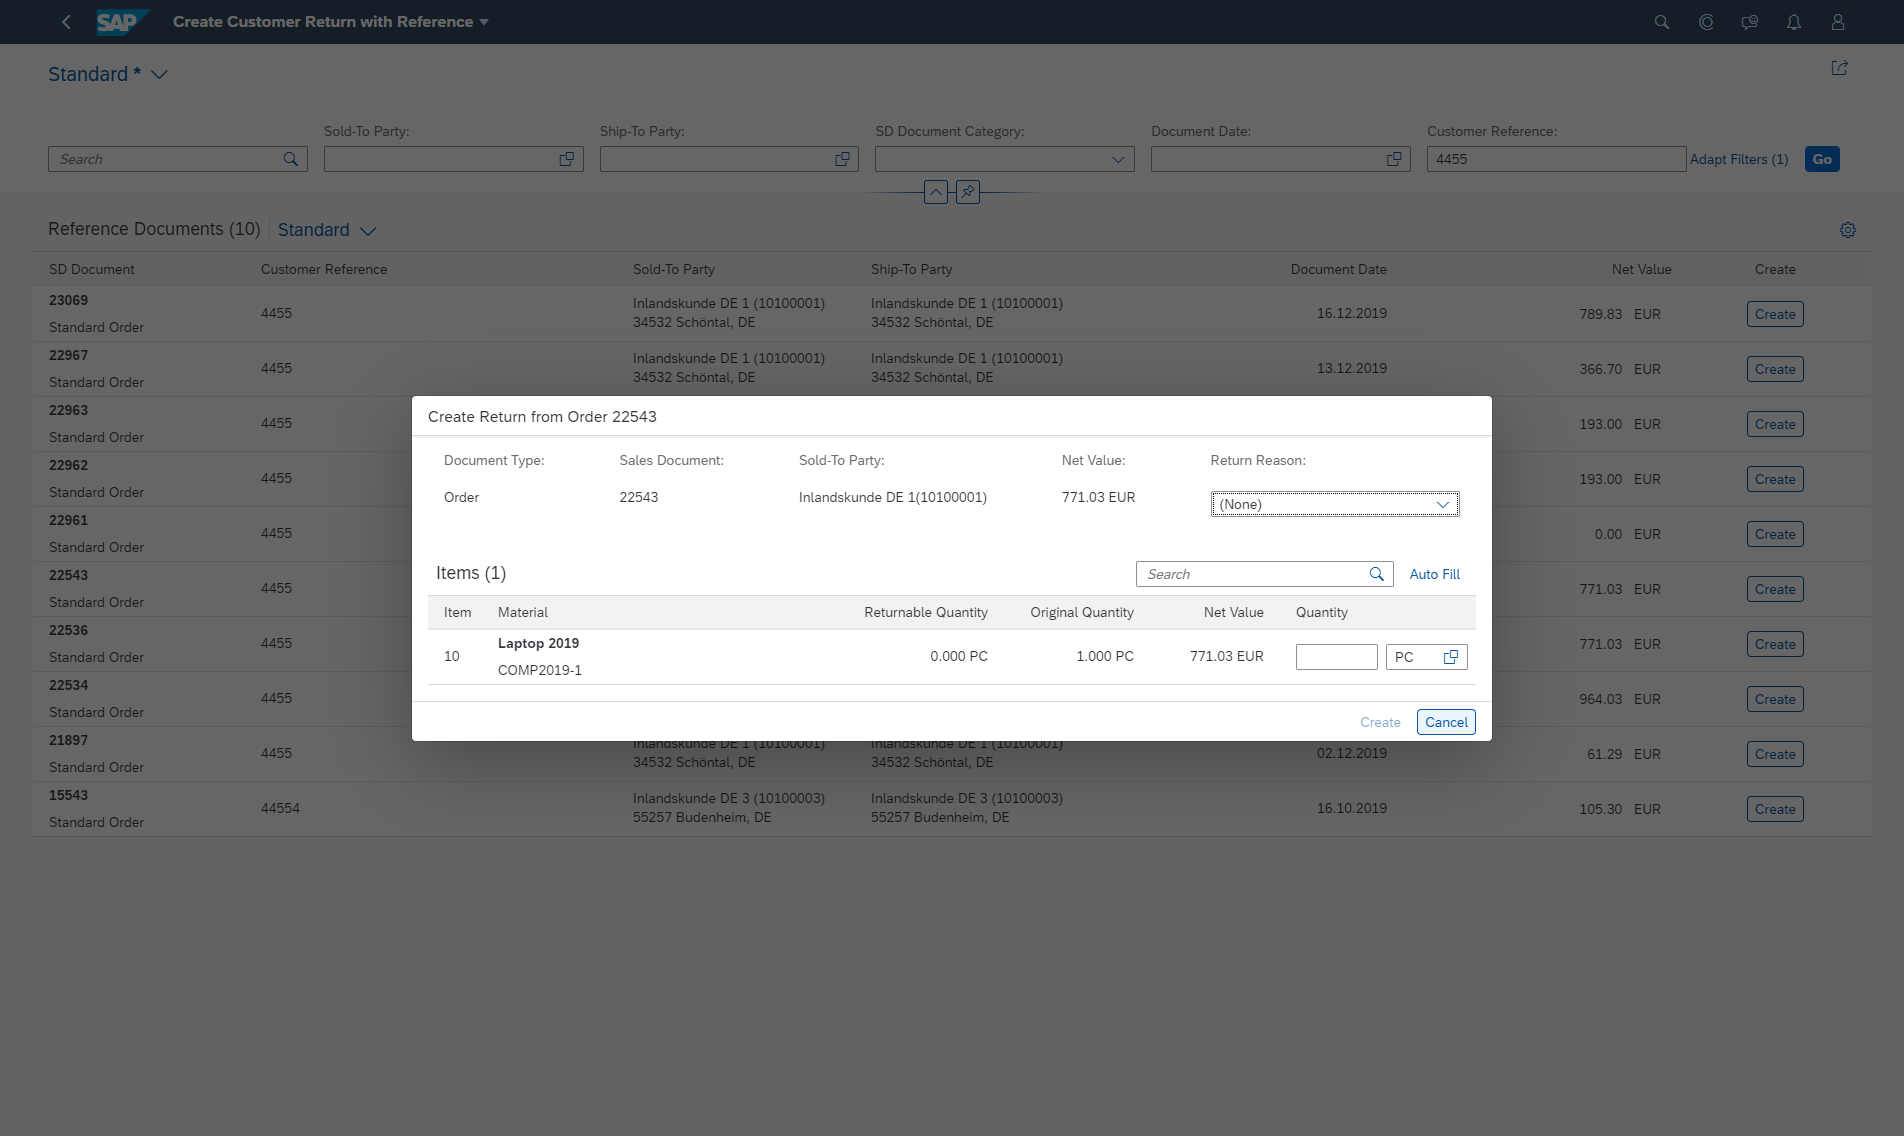 SAP Create Customer Return with Reference
Standard *
Sold-To Party: Ship-To Party: SD Document Category: Document Date: Customer Reference:
Search 4455 Adapt Filters (1) Go
Reference Documents (10) Standard
SD Document Customer Reference Sold-To Party Ship-To Party Document Date Net Value Create
23069
Standard Order
4455
Inlandskunde DE 1 (10100001)
34532 Schöntal, DE
Inlandskunde DE 1 (10100001)
34532 Schöntal, DE
16.12.2019
789.83 EUR
Create
22967
Standard Order
4455
Inlandskunde DE 1 (10100001)
34532 Schöntal, DE
Inlandskunde DE 1 (10100001)
34532 Schöntal, DE
13.12.2019
366.70 EUR
Create
22963
Standard Order
4455
193.00 EUR
Create
22962
Standard Order
4455
193.00 EUR
Create
22961
Standard Order
4455
0.00 EUR
Create
22543
Standard Order
4455
771.03 EUR
Create
22536
Standard Order
4455
771.03 EUR
Create
22534
Standard Order
4455
964.03 EUR
Create
21897
Standard Order
4455
Inlandskunde DE 1 (10100001)
34532 Schöntal, DE
Inlandskunde DE 1 (10100001)
34532 Schöntal, DE
02.12.2019
61.29 EUR
Create
15543
Standard Order
44554
Inlandskunde DE 3 (10100003)
55257 Budenheim, DE
Inlandskunde DE 3 (10100003)
55257 Budenheim, DE
16.10.2019
105.30 EUR
Create
Create Return from Order 22543
Document Type: Sales Document: Sold-To Party: Net Value: Return Reason:
Order 22543 Inlandskunde DE 1(10100001) 771.03 EUR (None)
Items (1) Search Auto Fill
Item Material Returnable Quantity Original Quantity Net Value Quantity
10
Laptop 2019
COMP2019-1
0.000 PC 1.000 PC 771.03 EUR PC
Create Cancel